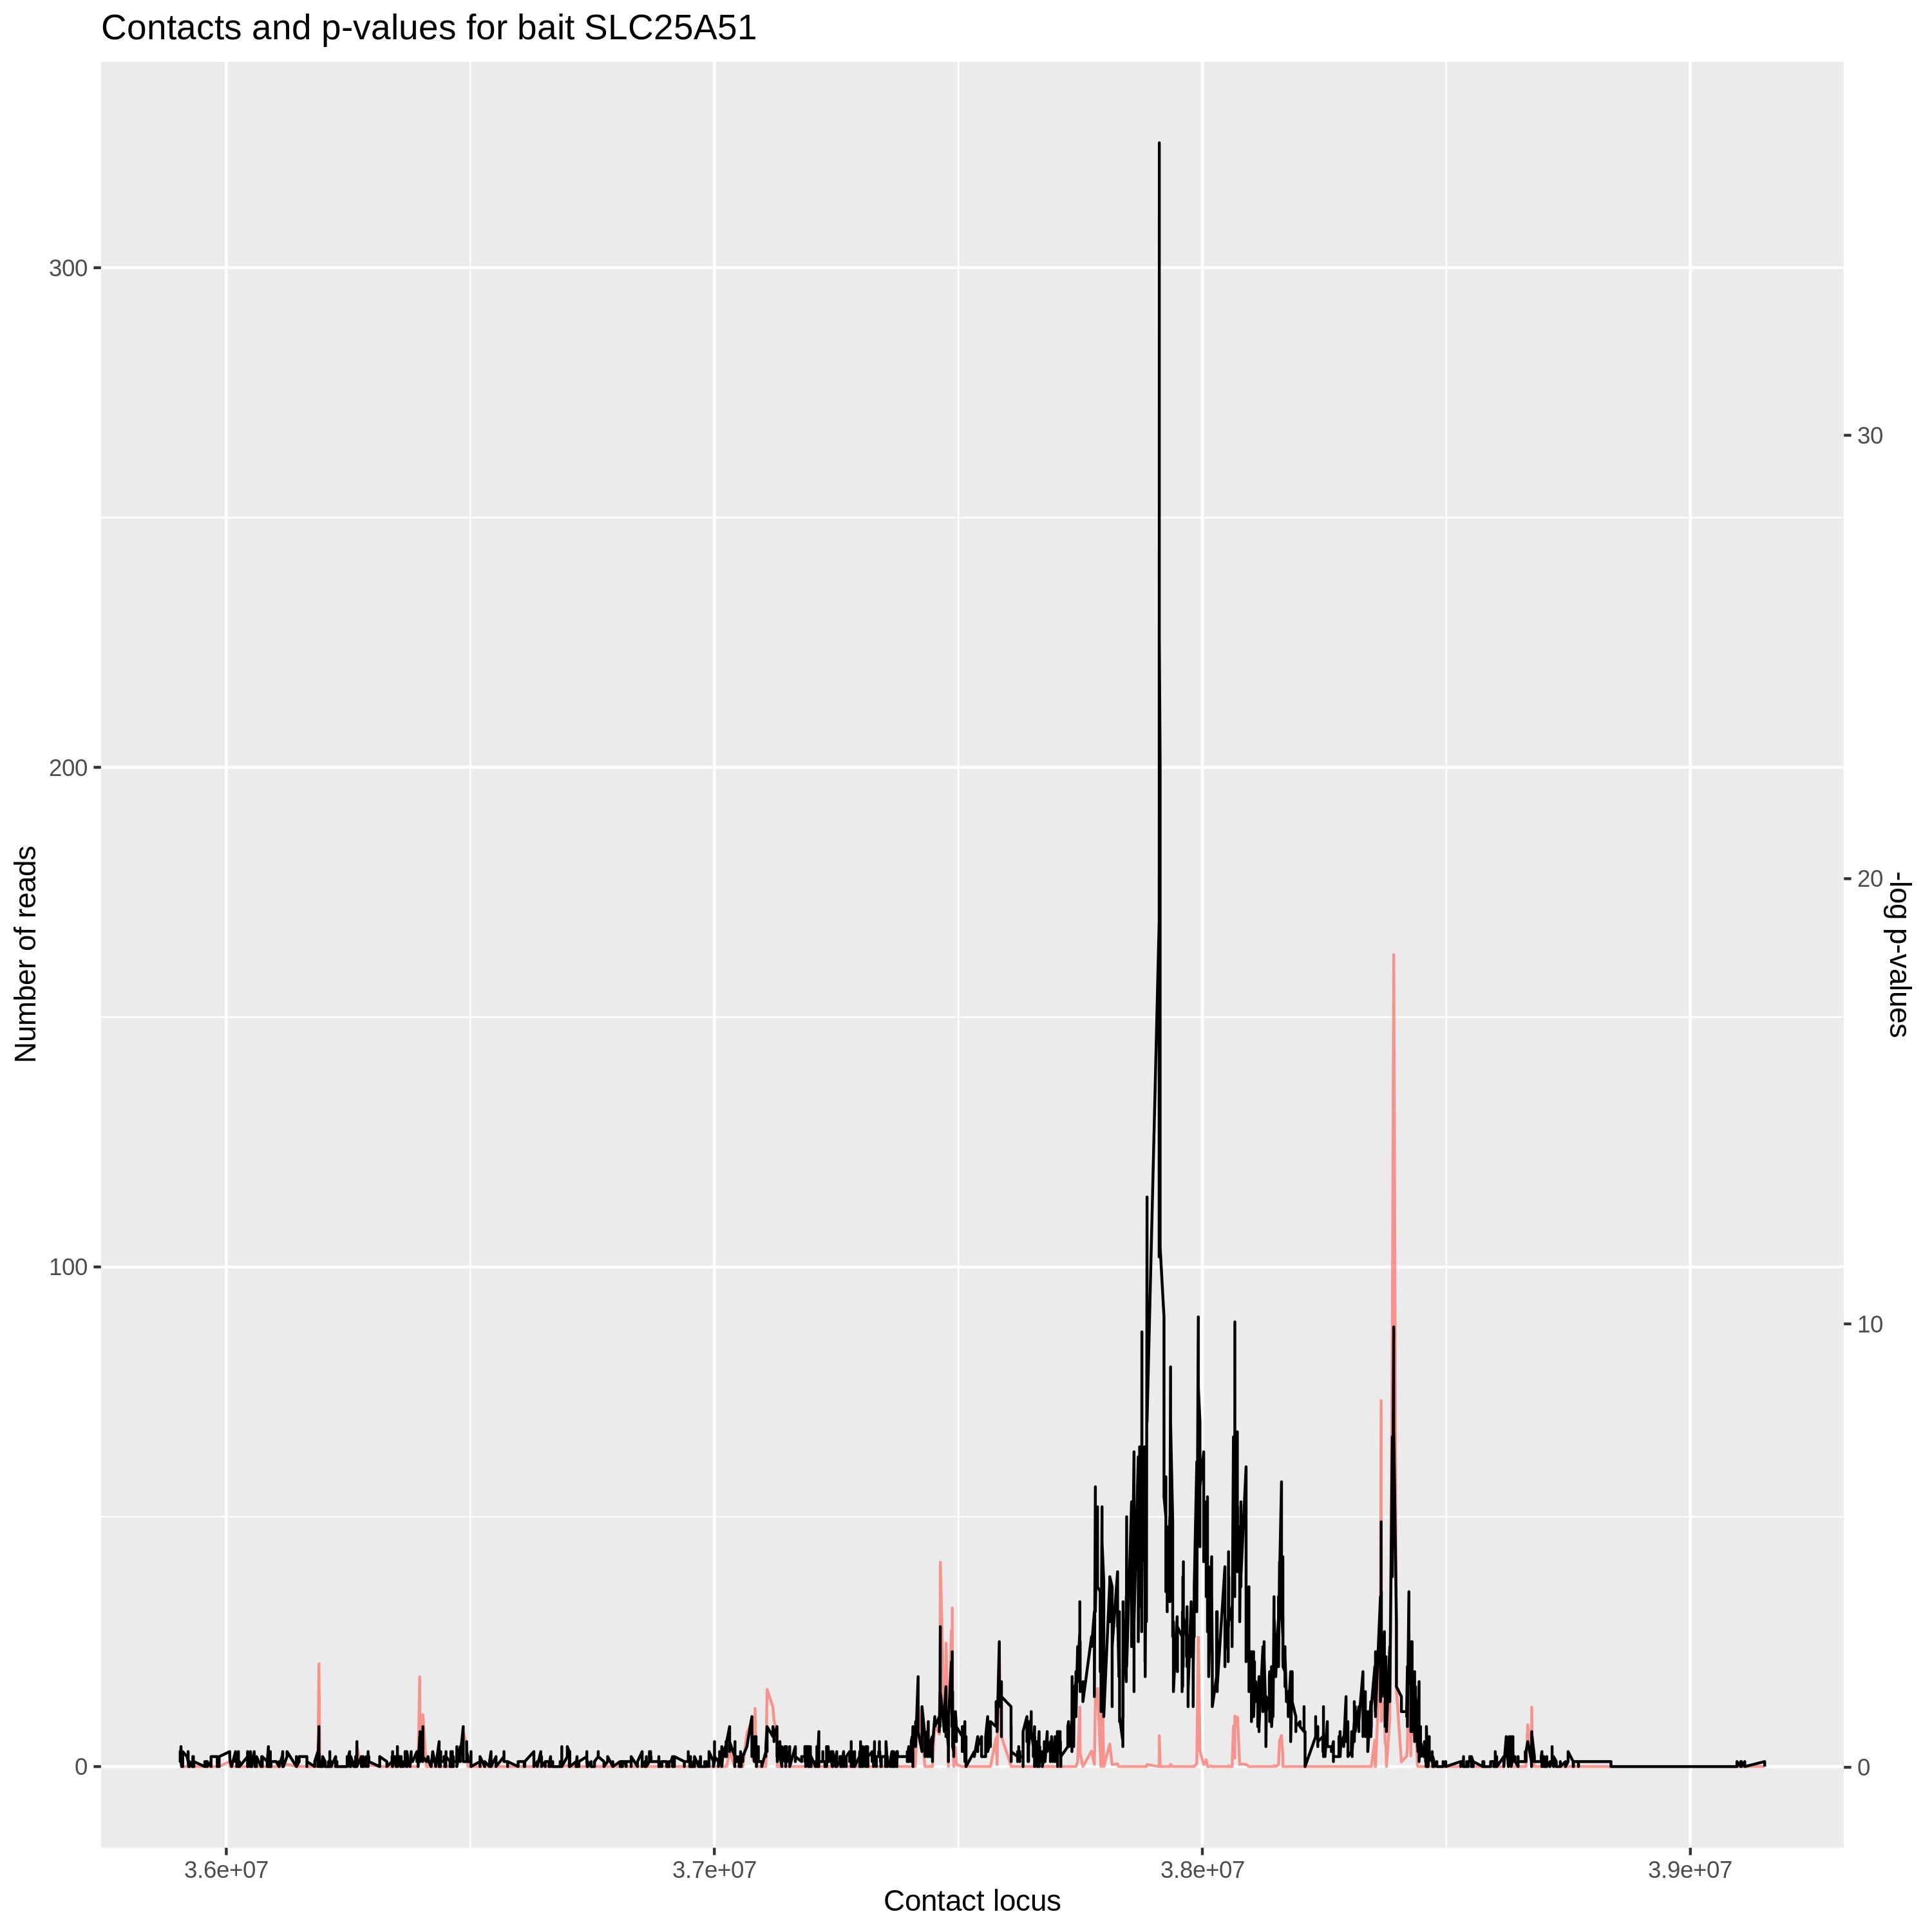 Contacts and p-values for bait SLC25A51
Number of reads
300
200
100
0
30
20
10
0
-log p-values
3.6e+07 3.7e+07 3.8e+07 3.9e+07
Contact locus